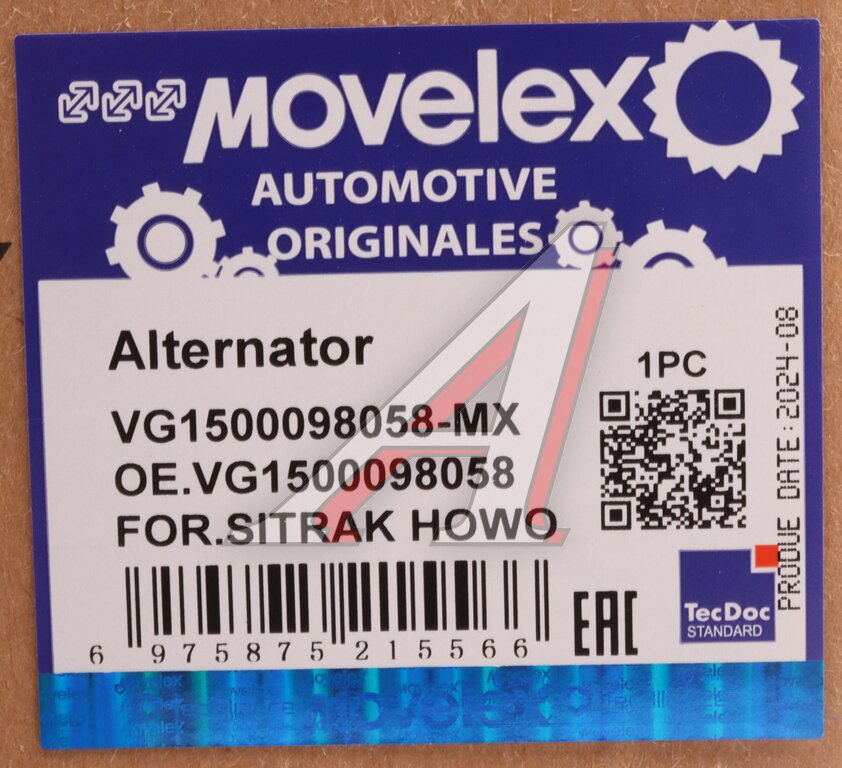 MOVELEX
AUTOMOTIVE
ORIGINALES
Alternator
1PC
VG1500098058-MX
OE.VG1500098058
FOR.SITRAK HOWO
PRODUE DATE:2024-08
6 975875 215566
EAC
TecDoc
STANDARD
MOVELEX